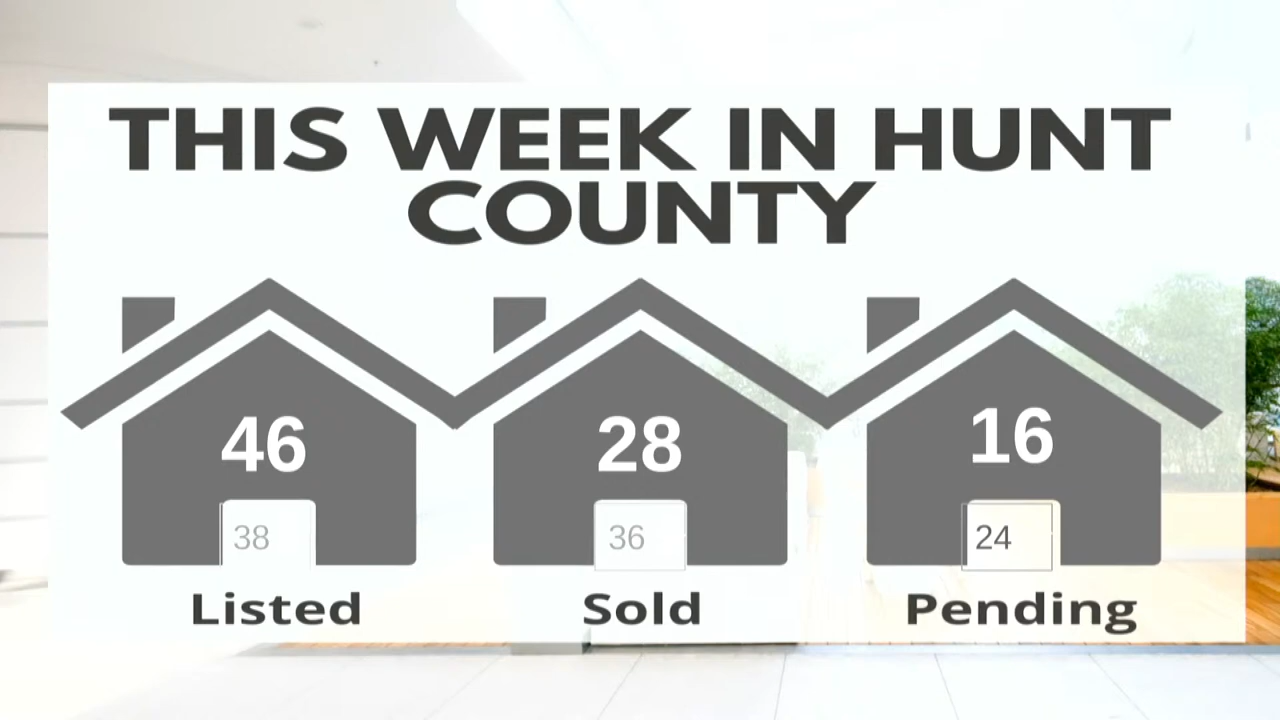 THIS WEEK IN HUNT
COUNTY
46 28 16
38 36 24
Listed Sold Pending